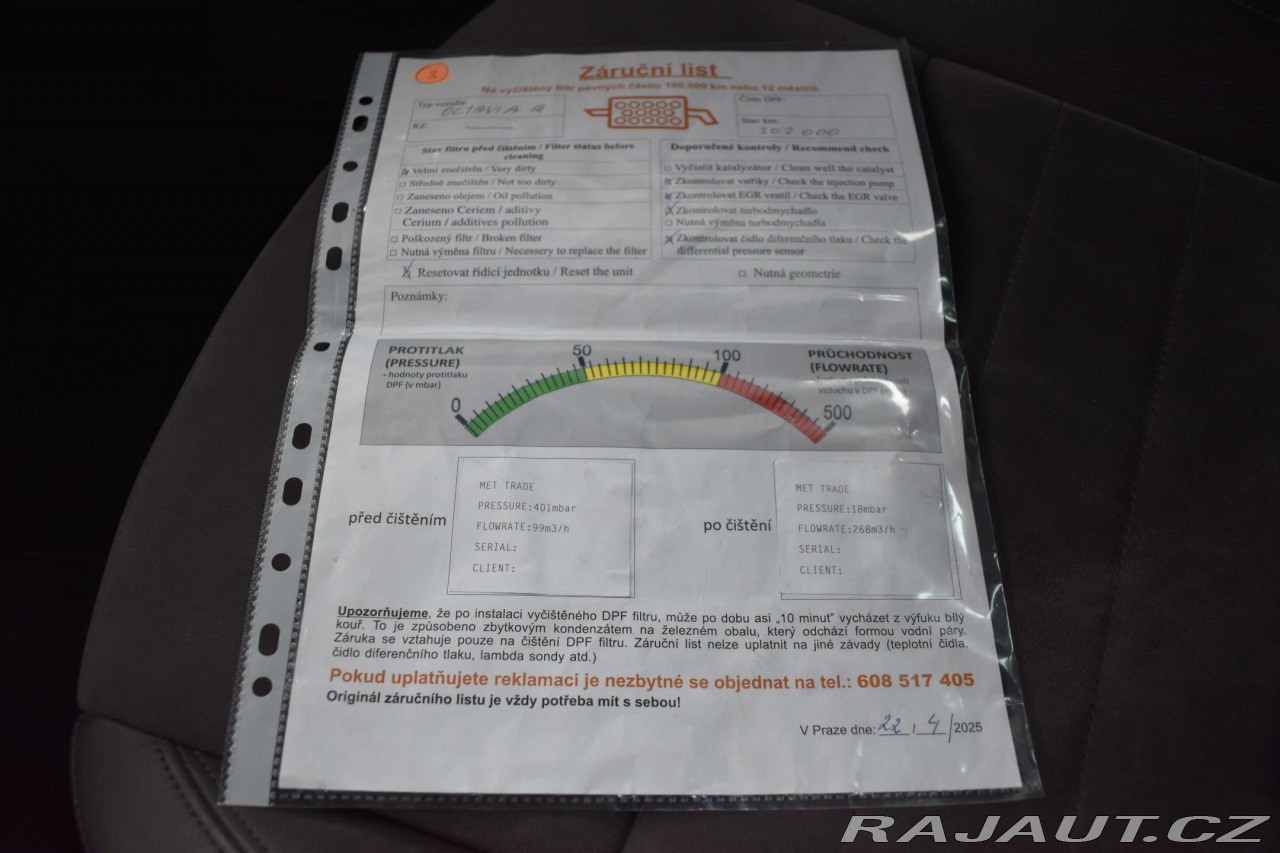 8
Záruční list
Na vyčištěný filtr pevných částic 100.000 km nebo 12 měsíců.
Typ vozidla:
OCTAVIA III
RZ:
Číslo DPF:
Stav km:
302 000
Stav filtru před čištěním / Filter status before cleaning
Velmi znečištěn / Very dirty
Středně znečištěn / Not too dirty
Zaneseno olejem / Oil pollution
Zaneseno Ceriem / aditivy
Cerium / additives pollution
Poškozený filtr / Broken filter
Nutná výměna filtru / Necessery to replace the filter
Doporučené kontroly / Recommend check
Vyčistit katalyzátor / Clean well the catalyst
Zkontrolovat vstřiky / Check the injection pump
Zkontrolovat EGR ventil / Check the EGR valve
Zkontrolovat turbodmychadlo
Nutná výměna turbodmychadla
Zkontrolovat čidlo diferenčního tlaku / Check the
differential pressure sensor
Resetovat řídící jednotku / Reset the unit
Nutná geometrie
Poznámky:
PROTITLAK
(PRESSURE)
- hodnoty protitlaku
DPF (v mbar)
0
50
100
500
PRŮCHODNOST
(FLOWRATE)
vzduchu v DPF
před čištěním
MET TRADE
PRESSURE:401mbar
FLOWRATE:99m3/h
SERIAL:
CLIENT:
po čištění
MET TRADE
PRESSURE:18mbar
FLOWRATE:268m3/h
SERIAL:
CLIENT:
Upozorňujeme, že po instalaci vyčištěného DPF filtru, může po dobu asi „10 minut" vycházet z výfuku bílý
kouř. To je způsobeno zbytkovým kondenzátem na železném obalu, který odchází formou vodní páry.
Záruka se vztahuje pouze na čištění DPF filtru. Záruční list nelze uplatnit na jiné závady (teplotní čidla,
čidlo diferenčního tlaku, lambda sondy atd.)
Pokud uplatňujete reklamaci je nezbytné se objednat na tel.: 608 517 405
Originál záručního listu je vždy potřeba mít s sebou!
V Praze dne: 22. 4 /2025
RAJAUT.CZ